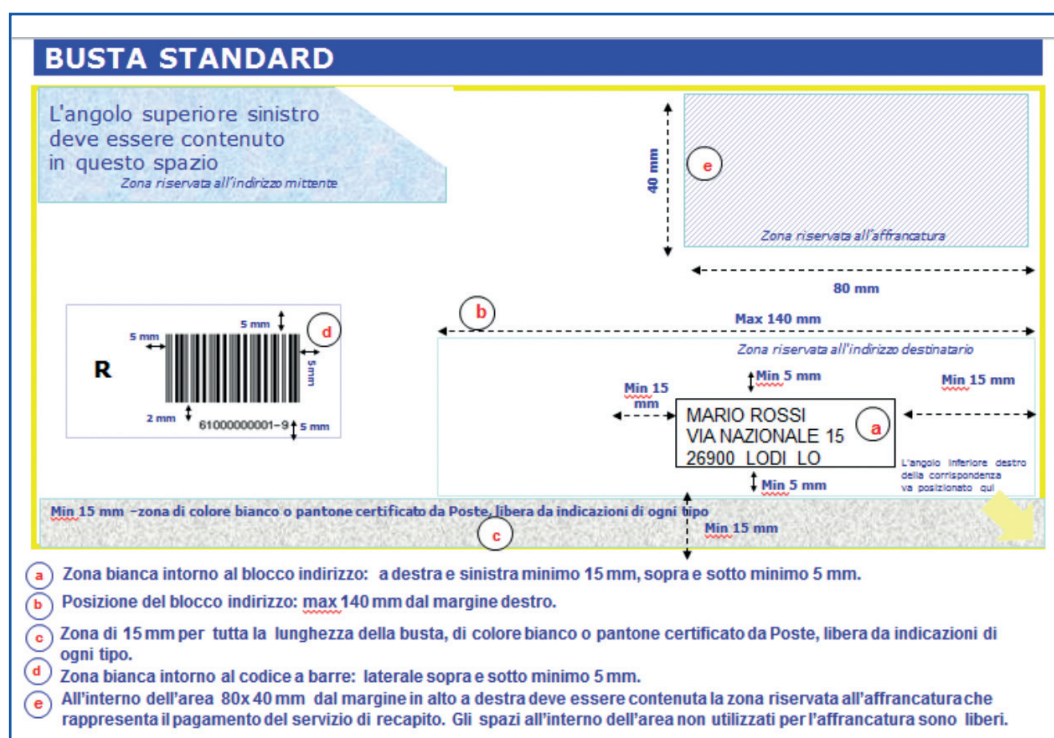 BUSTA STANDARD
L'angolo superiore sinistro
deve essere contenuto
in questo spazio
Zona riservata all'indirizzo mittente
40 mm
e
Zona riservata all'affrancatura
80 mm
b
Max 140 mm
Zona riservata all'indirizzo destinatario
5 mm
d
5 mm
5mm
R
2 mm
61000000001-9
5 mm
Min 5 mm
Min 15
mm
Min 15 mm
MARIO ROSSI
VIA NAZIONALE 15
26900 LODI LO
a
Min 5 mm
L'angolo inferiore destro
della corrispondenza
va posizionato qui
Min 15 mm –zona di colore bianco o pantone certificato da Poste, libera da indicazioni di ogni tipo
c
Min 15 mm
a Zona bianca intorno al blocco indirizzo: a destra e sinistra minimo 15 mm, sopra e sotto minimo 5 mm.
b Posizione del blocco indirizzo: max 140 mm dal margine destro.
c Zona di 15 mm per tutta la lunghezza della busta, di colore bianco o pantone certificato da Poste, libera da indicazioni di
ogni tipo.
d Zona bianca intorno al codice a barre: laterale sopra e sotto minimo 5 mm.
e All'interno dell'area 80x 40 mm dal margine in alto a destra deve essere contenuta la zona riservata all'affrancatura che
rappresenta il pagamento del servizio di recapito. Gli spazi all'interno dell'area non utilizzati per l'affrancatura sono liberi.